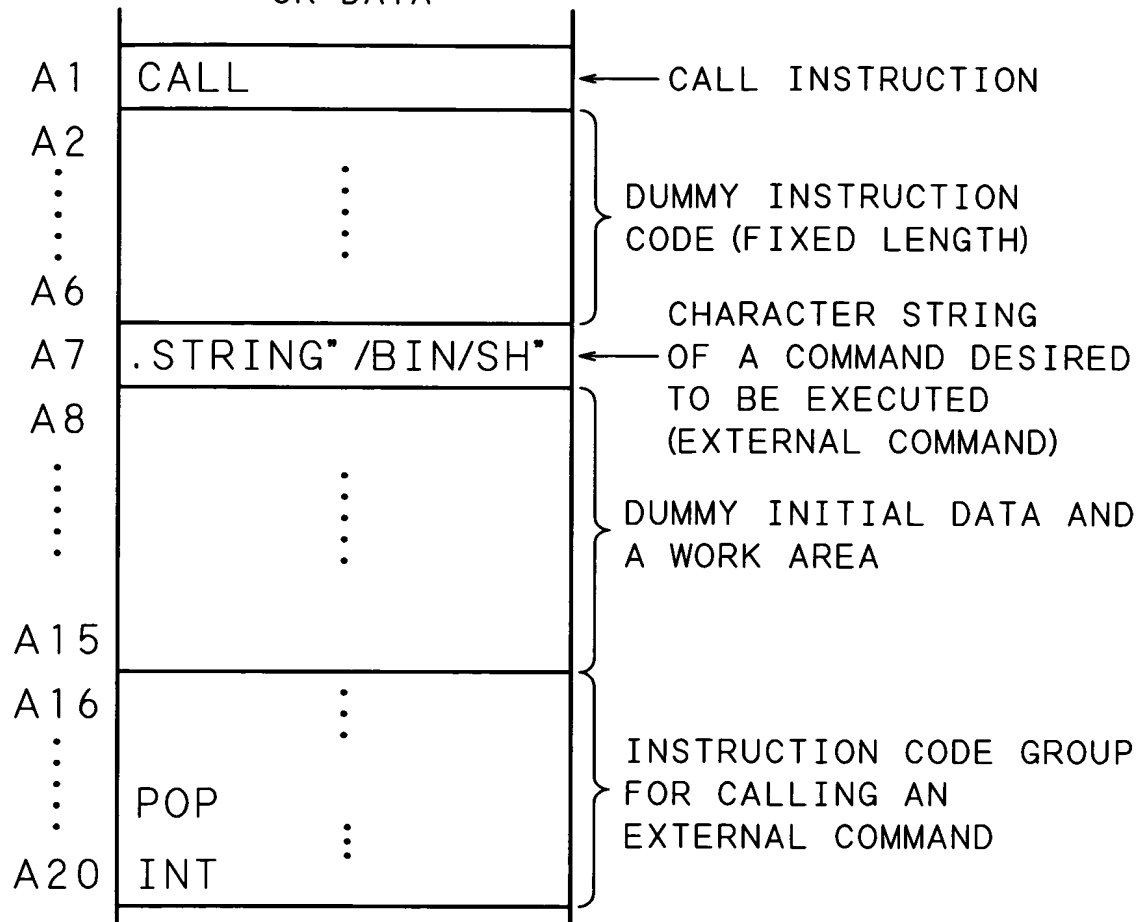 OR DATA
A1 CALL CALL INSTRUCTION
A2
DUMMY INSTRUCTION
CODE (FIXED LENGTH)
A6
CHARACTER STRING
A7 .STRING" /BIN/SH" OF A COMMAND DESIRED
TO BE EXECUTED
A8
(EXTERNAL COMMAND)
DUMMY INITIAL DATA AND
A WORK AREA
A15
A16
INSTRUCTION CODE GROUP
POP FOR CALLING AN
EXTERNAL COMMAND
A20 INT